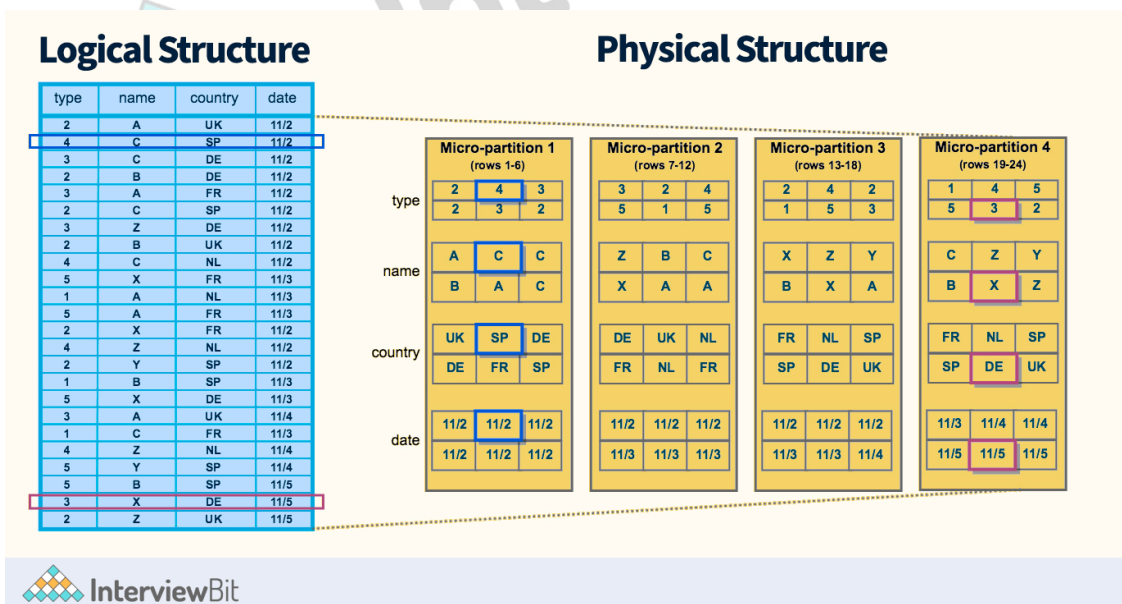 Logical Structure
Physical Structure
type name country date
2 A UK 11/2
4 C SP 11/2
3 C DE 11/2
2 B DE 11/2
3 A FR 11/2
2 C SP 11/2
3 Z DE 11/2
2 B UK 11/2
4 C NL 11/2
5 X FR 11/3
1 A NL 11/3
5 A FR 11/3
2 X FR 11/2
4 Z NL 11/2
2 Y SP 11/2
1 B SP 11/3
5 X DE 11/3
3 A UK 11/4
1 C FR 11/3
4 Z NL 11/4
5 Y SP 11/4
5 B SP 11/5
3 X DE 11/5
2 Z UK 11/5
Micro-partition 1 Micro-partition 2 Micro-partition 3 Micro-partition 4
(rows 1-6) (rows 7-12) (rows 13-18) (rows 19-24)
type
2 4 3 3 2 4 2 4 2 1 4 5
2 3 2 5 1 5 1 5 3 5 3 2
name
A C C Z B C X Z Y C Z Y
B A C X A A B X A B X Z
country
UK SP DE DE UK NL FR NL SP FR NL SP
DE FR SP FR NL FR SP DE UK SP DE UK
date
11/2 11/2 11/2 11/2 11/2 11/2 11/2 11/2 11/2 11/3 11/4 11/4
11/2 11/2 11/2 11/3 11/3 11/3 11/3 11/3 11/4 11/5 11/5 11/5
InterviewBit